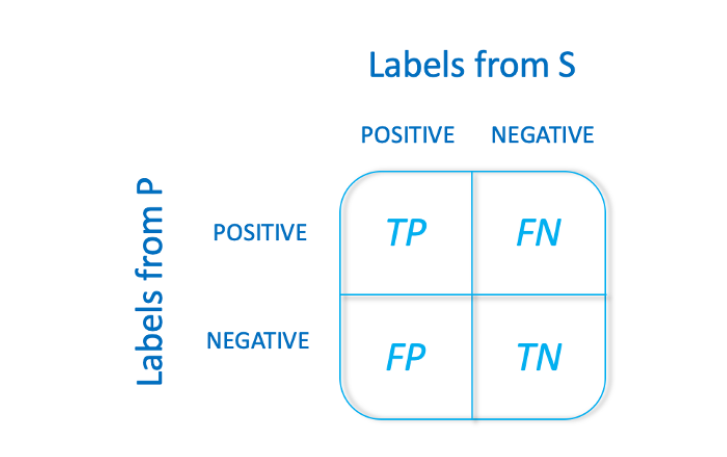 Labels from S
POSITIVE NEGATIVE
Labels from P
POSITIVE TP FN
NEGATIVE FP TN